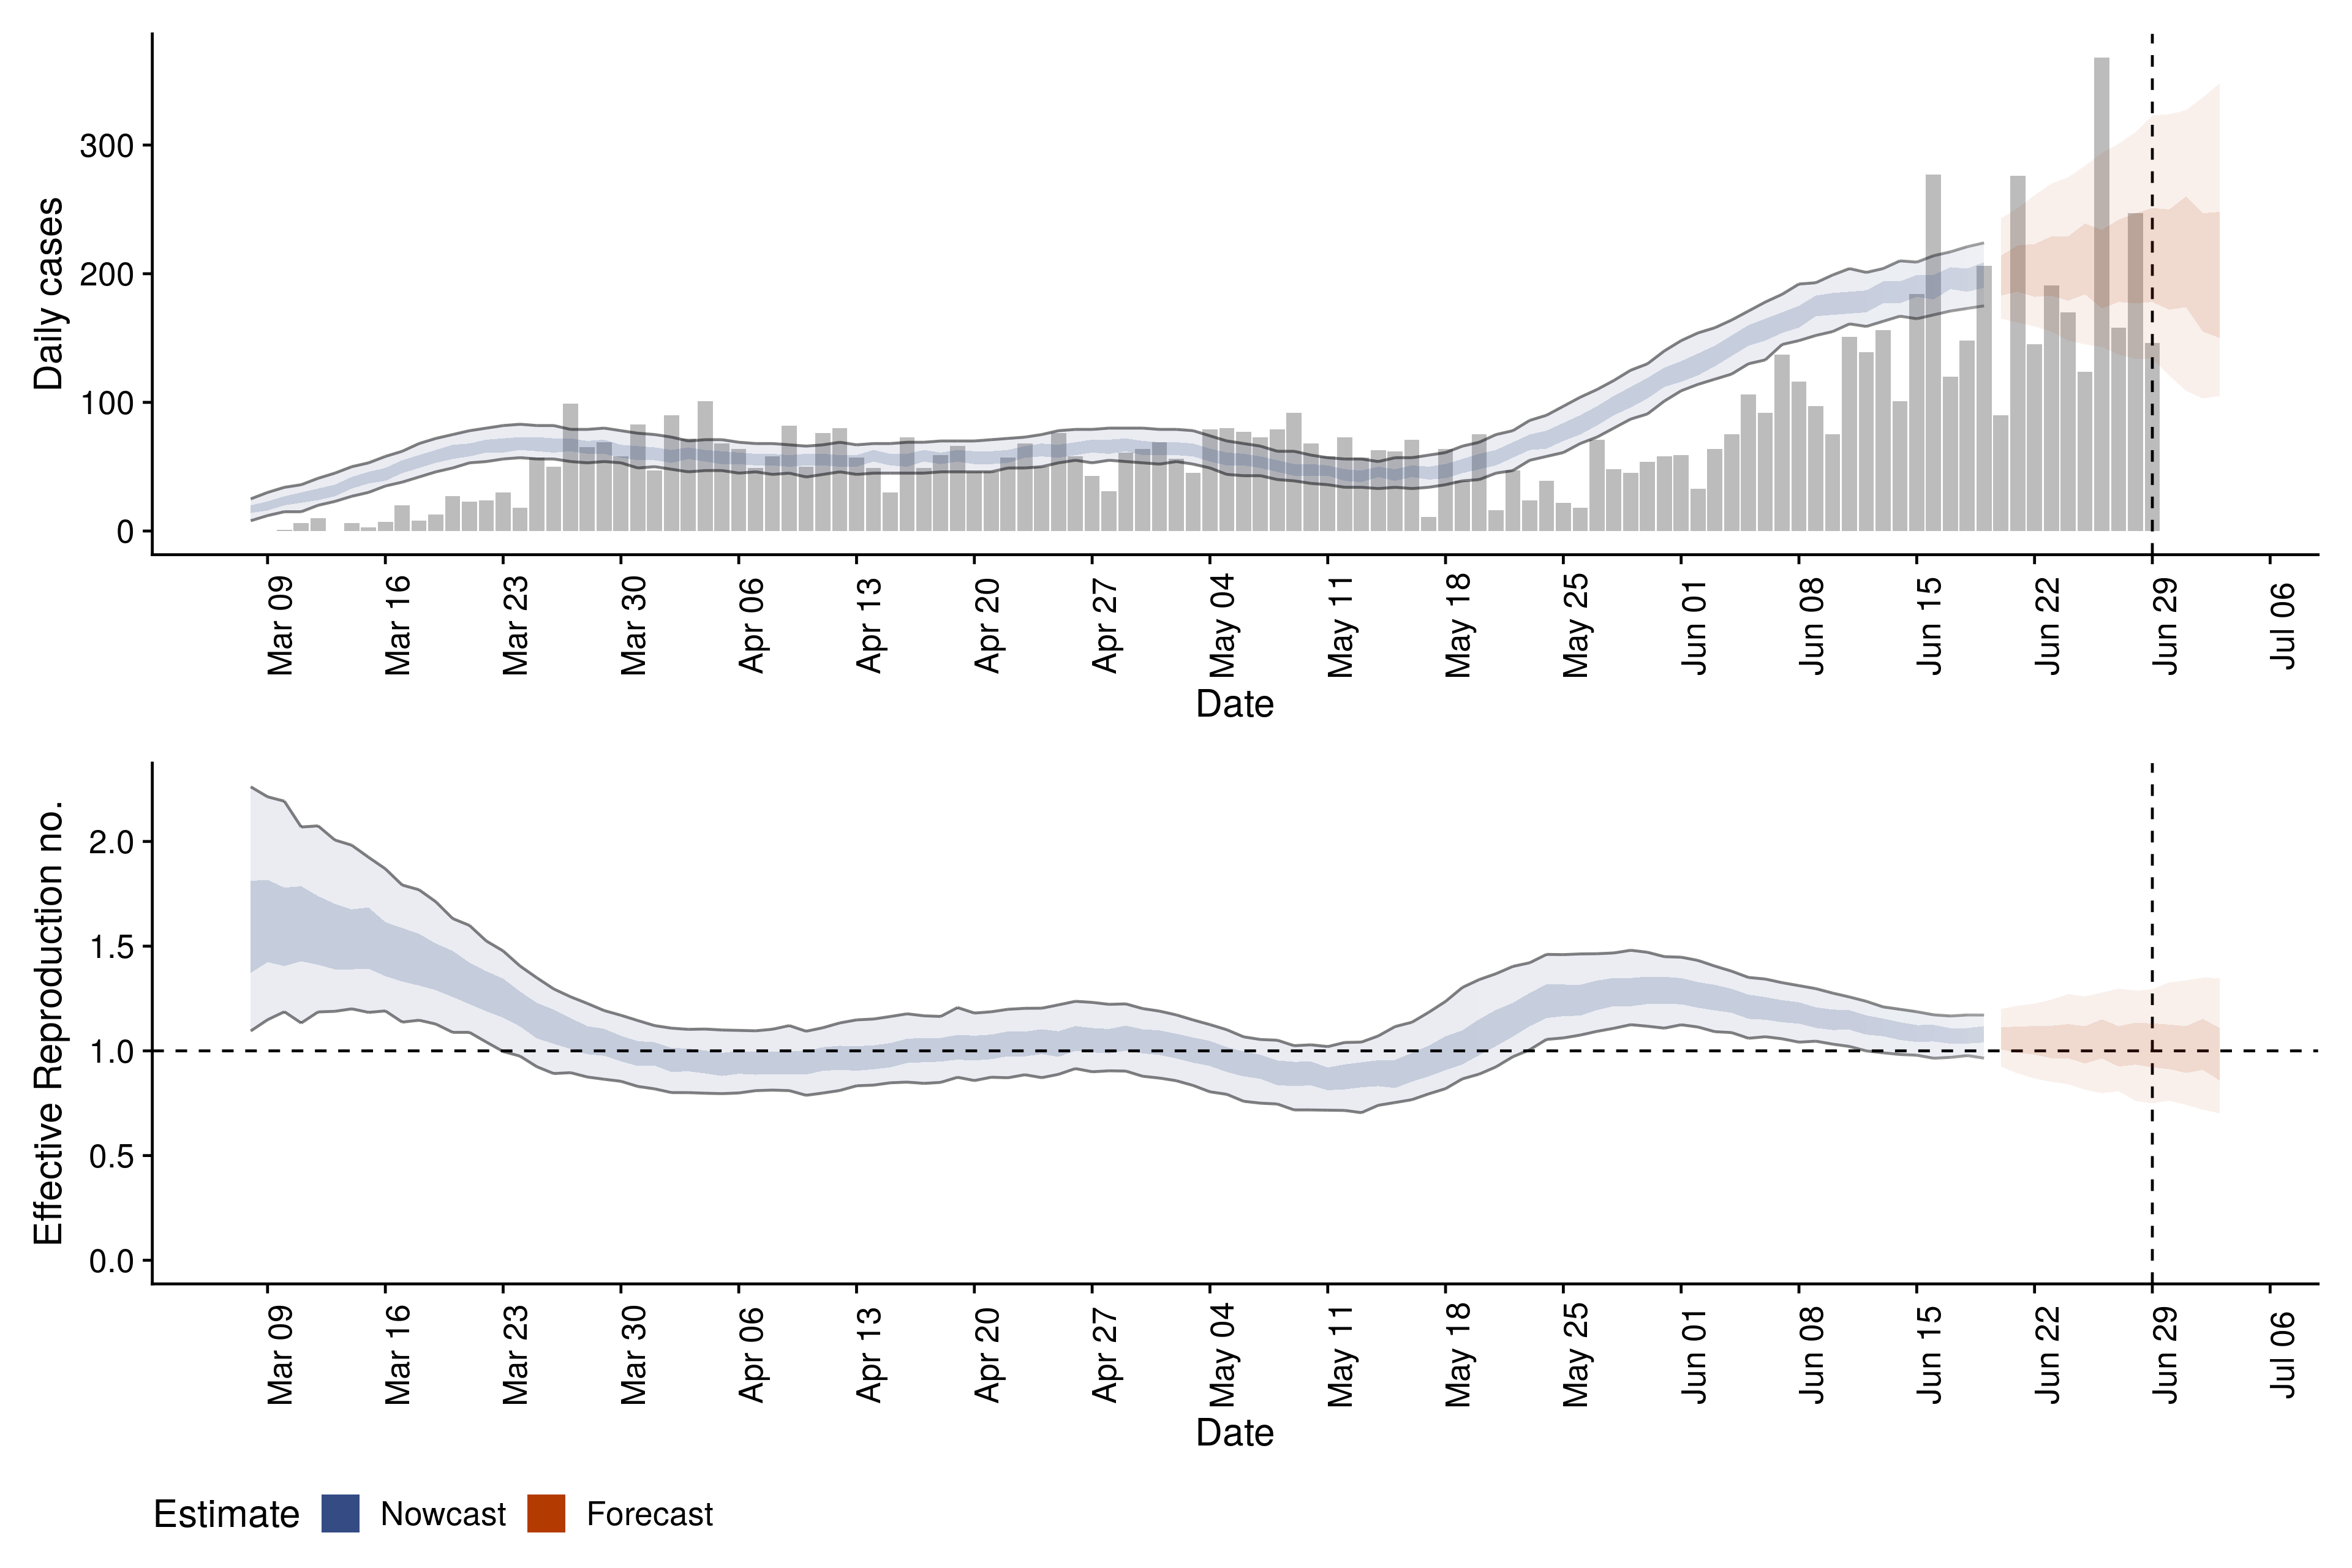 Daily cases
300
200
100
0
Mar 09
Mar 16
Mar 23
Mar 30
Apr 06
Apr 13
Apr 20
Apr 27
May 04
May 11
May 18
May 25
Jun 01
Jun 08
Jun 15
Jun 22
Jun 29
Jul 06
Date
Effective Reproduction no.
2.0
1.5
1.0
0.5
0.0
Mar 09
Mar 16
Mar 23
Mar 30
Apr 06
Apr 13
Apr 20
Apr 27
May 04
May 11
May 18
May 25
Jun 01
Jun 08
Jun 15
Jun 22
Jun 29
Jul 06
Date
Estimate Nowcast Forecast